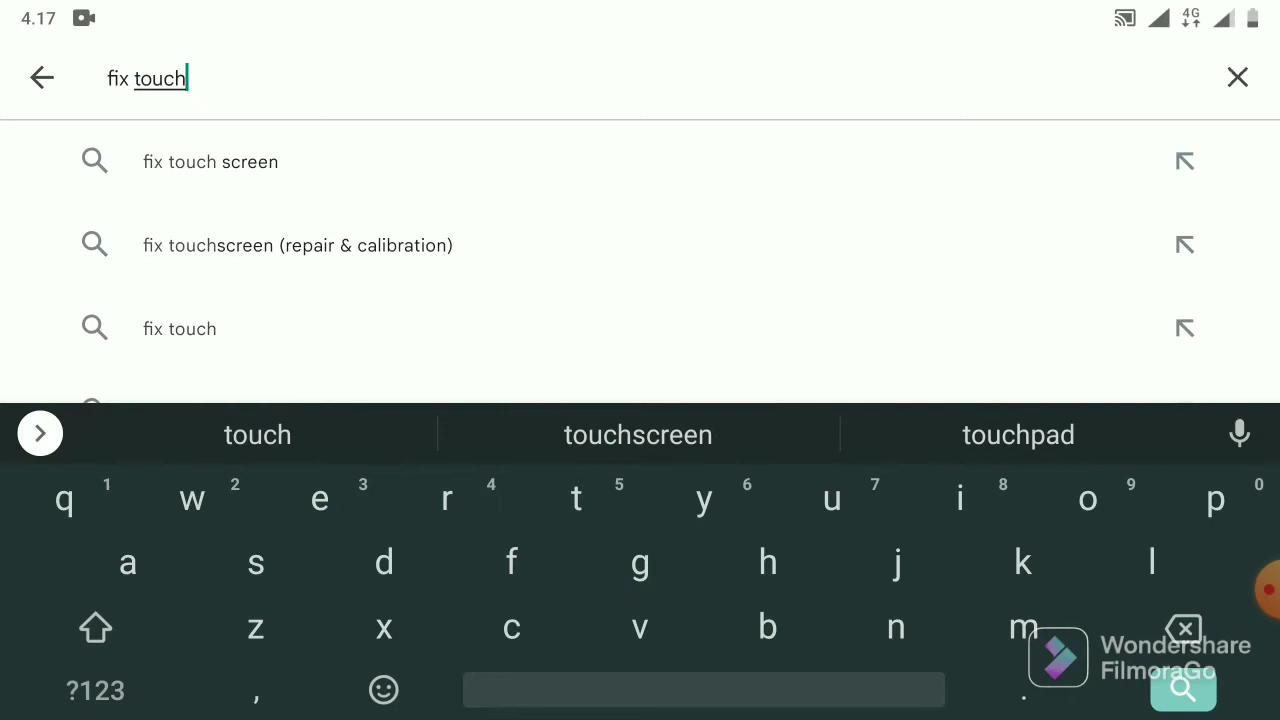 4.17
4G
fix touch
fix touch screen
fix touchscreen (repair & calibration)
fix touch
touch touchscreen touchpad
q 1 w 2 e 3 r 4 t 5 y 6 u 7 i 8 o 9 p 0
a s d f g h j k l
z x c v b n m
Wondershare
FilmoraGo
?123 , .